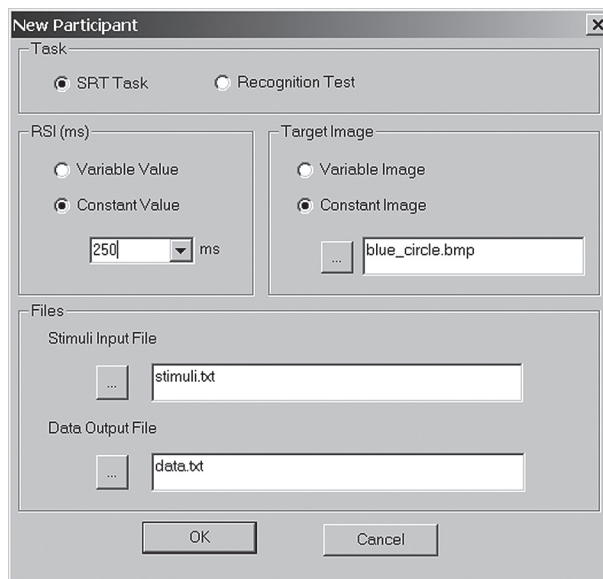 New Participant
Task
SRT Task
Recognition Test
RSI (ms)
Variable Value
Constant Value
250
ms
Target Image
Variable Image
Constant Image
...
blue_circle.bmp
Files
Stimuli Input File
...
stimuli.txt
Data Output File
...
data.txt
OK
Cancel